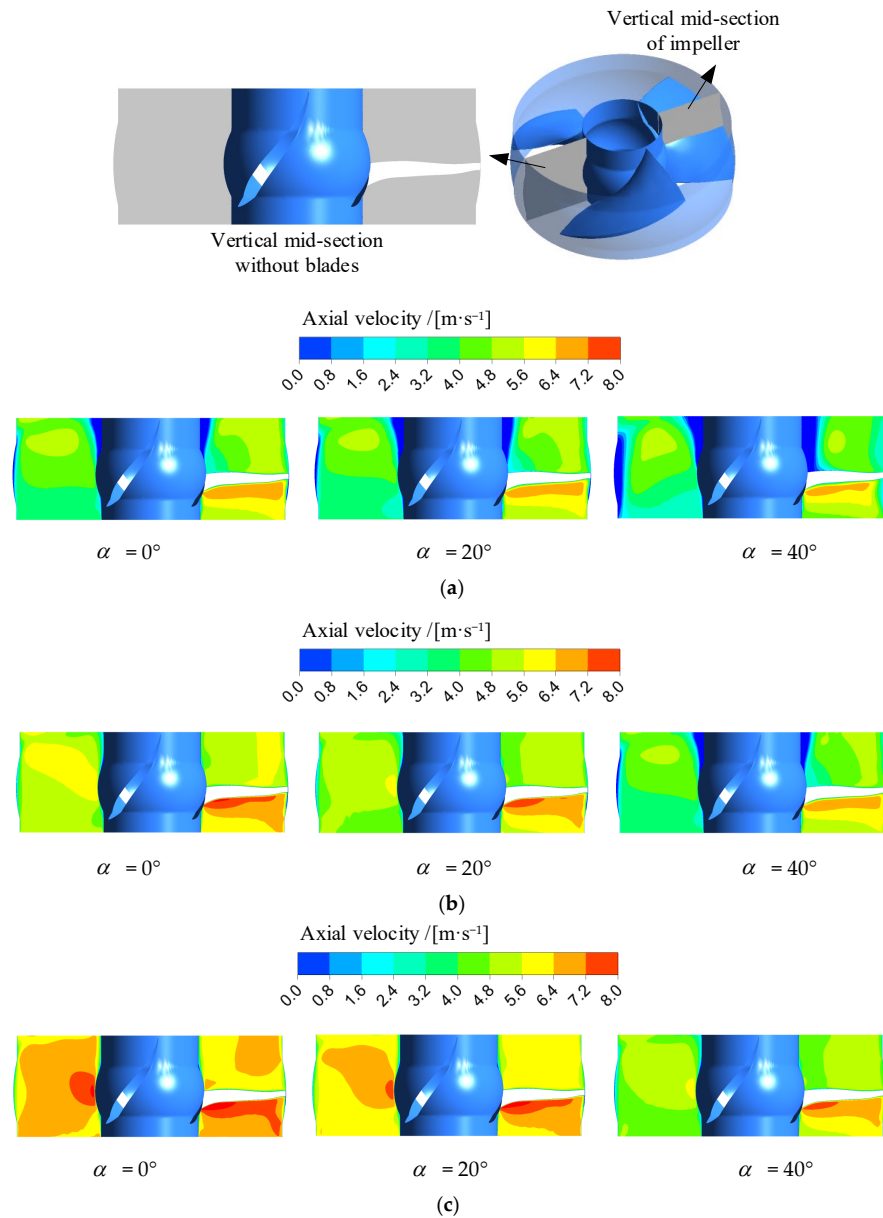 Vertical mid-section
of impeller
Vertical mid-section
without blades
Axial velocity /[m·s⁻¹]
0.0 0.8 1.6 2.4 3.2 4.0 4.8 5.6 6.4 7.2 8.0
α = 0° α = 20° α = 40°
(a)
Axial velocity /[m·s⁻¹]
0.0 0.8 1.6 2.4 3.2 4.0 4.8 5.6 6.4 7.2 8.0
α = 0° α = 20° α = 40°
(b)
Axial velocity /[m·s⁻¹]
0.0 0.8 1.6 2.4 3.2 4.0 4.8 5.6 6.4 7.2 8.0
α = 0° α = 20° α = 40°
(c)